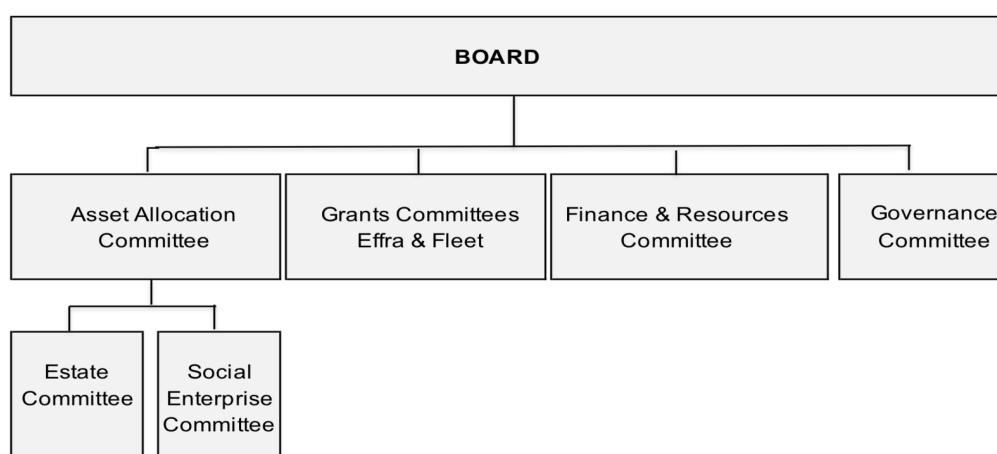 BOARD
Asset Allocation
Committee
Grants Committees
Effra & Fleet
Finance & Resources
Committee
Governance
Committee
Estate
Committee
Social
Enterprise
Committee